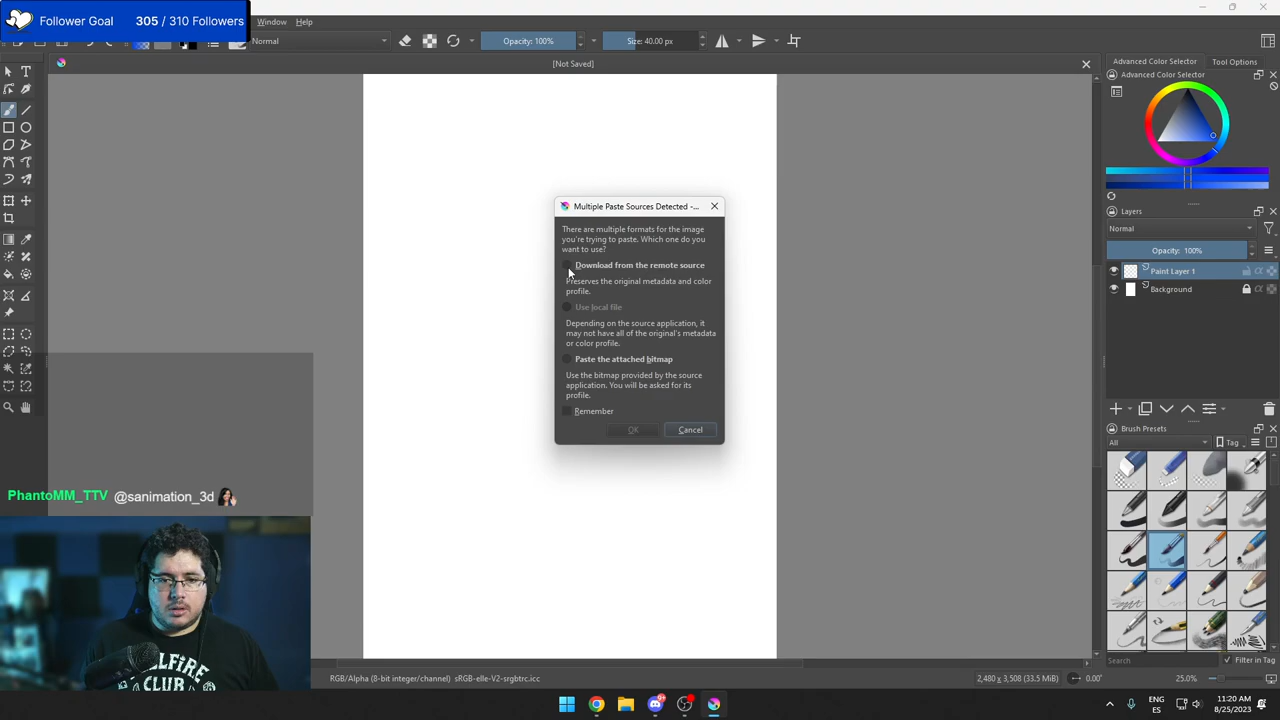 Follower Goal 305 / 310 Followers
Window Help
Normal Opacity: 100% Size: 40.00 px
[Not Saved]
Advanced Color Selector Tool Options
Advanced Color Selector
Multiple Paste Sources Detected -...
There are multiple formats for the image
you're trying to paste. Which one do you
want to use?
Download from the remote source
Preserves the original metadata and color
profile.
Use local file
Depending on the source application, it
may not have all of the original's metadata
or color profile.
Paste the attached bitmap
Use the bitmap provided by the source
application. You will be asked for its
profile.
Remember
OK Cancel
Layers
Normal
Opacity: 100%
Paint Layer 1
Background
Brush Presets
All Tag
Search Filter in Tag
PhantoMM_TTV @sanimation_3d
HELLFIRE
CLUB
RGB/Alpha (8-bit integer/channel) sRGB-elle-V2-srgbtrc.icc
2,480 x 3,508 (33.5 MiB) 0.00° 25.0%
ENG
ES
11:20 AM
8/25/2023